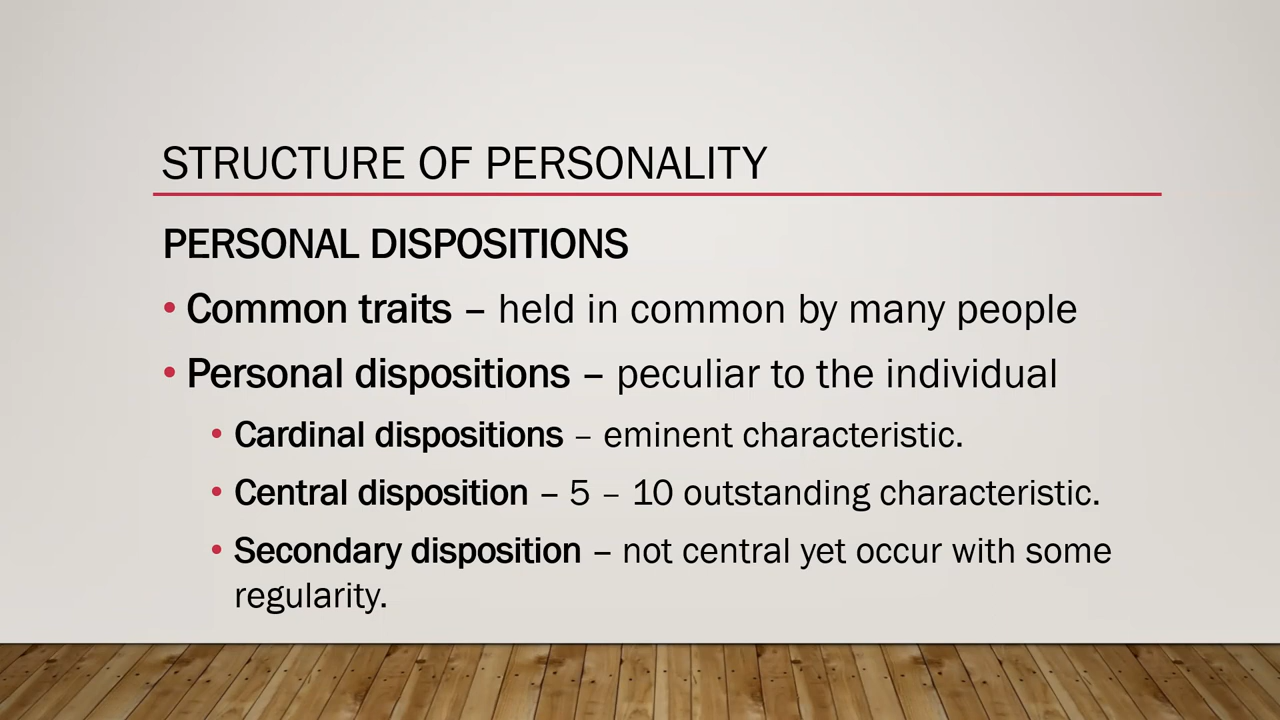 STRUCTURE OF PERSONALITY
PERSONAL DISPOSITIONS
• Common traits – held in common by many people
• Personal dispositions – peculiar to the individual
• Cardinal dispositions – eminent characteristic.
• Central disposition – 5 – 10 outstanding characteristic.
• Secondary disposition – not central yet occur with some
regularity.